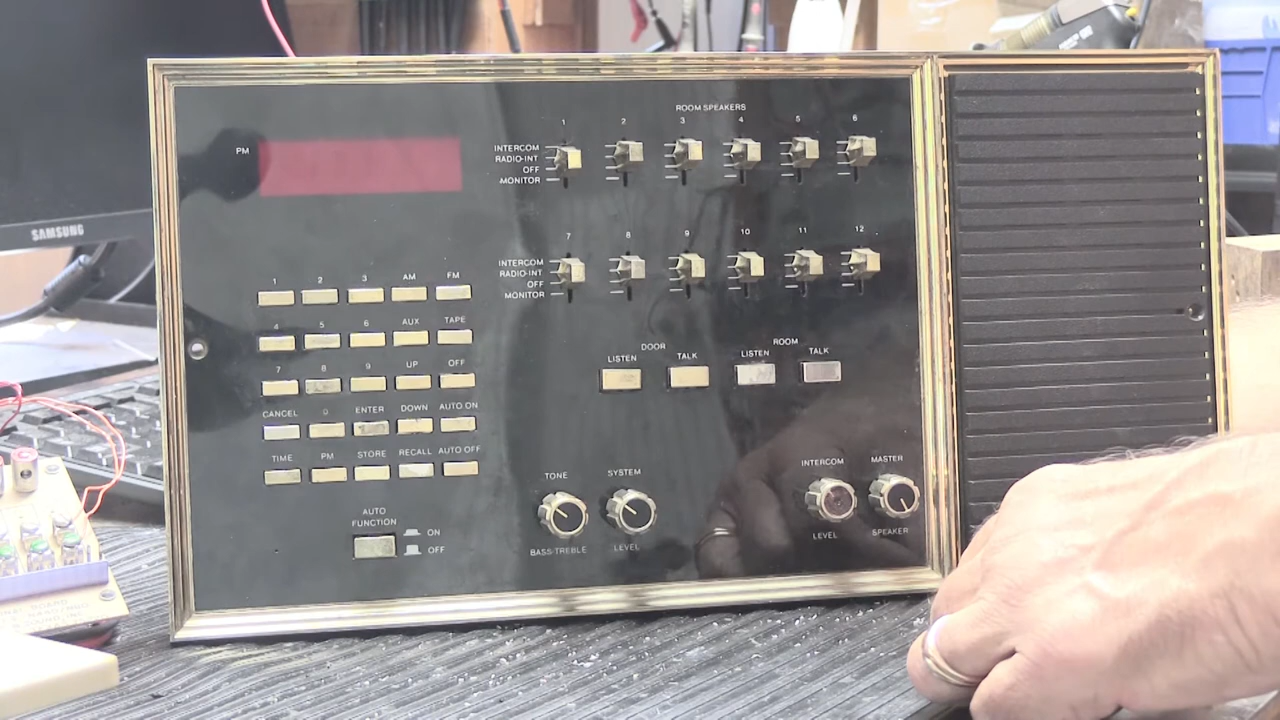 SAMSUNG
PM
ROOM SPEAKERS
1 2 3 4 5 6
INTERCOM
RADIO-INT
OFF
MONITOR
7 8 9 10 11 12
INTERCOM
RADIO-INT
OFF
MONITOR
1 2 3 AM FM
4 5 6 AUX TAPE
7 8 9 UP OFF
CANCEL 0 ENTER DOWN AUTO ON
TIME PM STORE RECALL AUTO OFF
AUTO
FUNCTION
ON
OFF
DOOR
LISTEN TALK
ROOM
LISTEN TALK
TONE
BASS-TREBLE
SYSTEM
LEVEL
INTERCOM
LEVEL
MASTER
SPEAKER